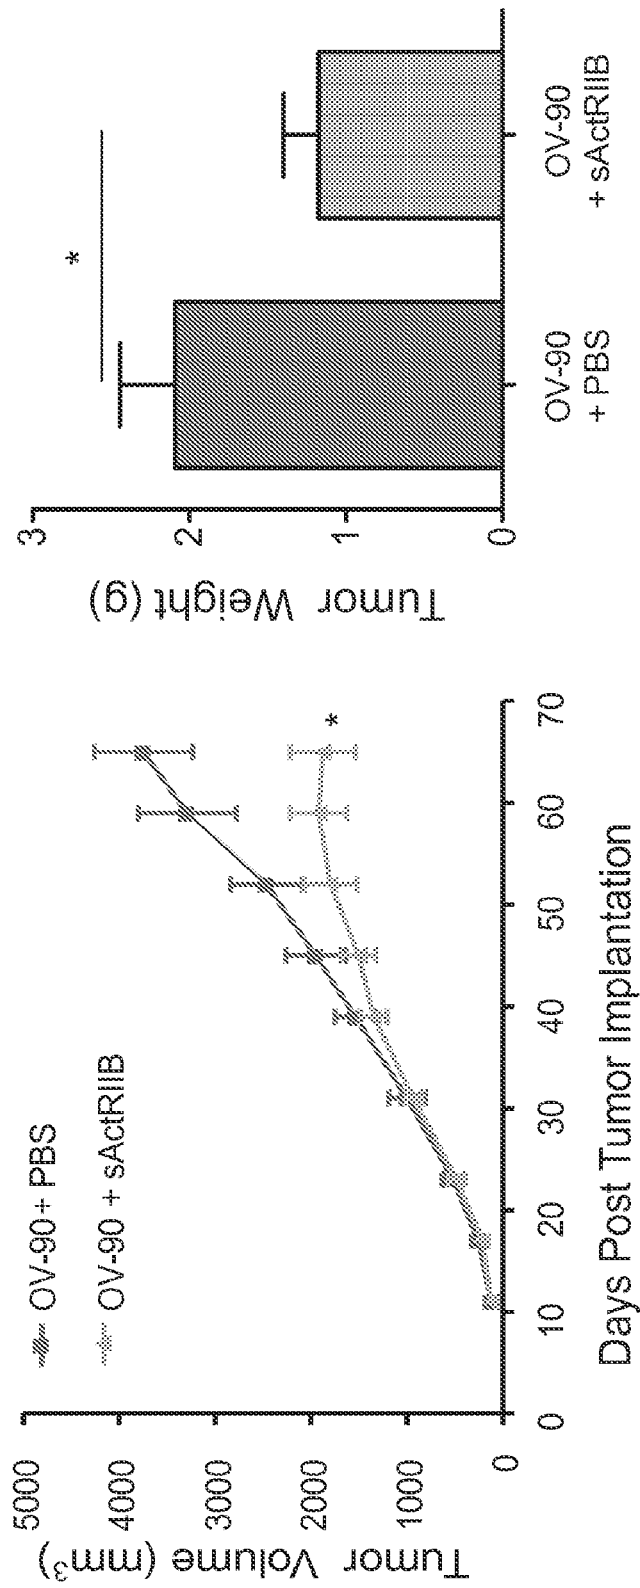 Tumor Volume (mm³)
5000
4000
3000
2000
1000
0
OV-90+ PBS
OV-90 + sActRIIB
*
0 10 20 30 40 50 60 70
Days Post Tumor Implantation
Tumor Weight (g)
3
2
1
0
*
OV-90
+ PBS
OV-90
+ sActRIIB